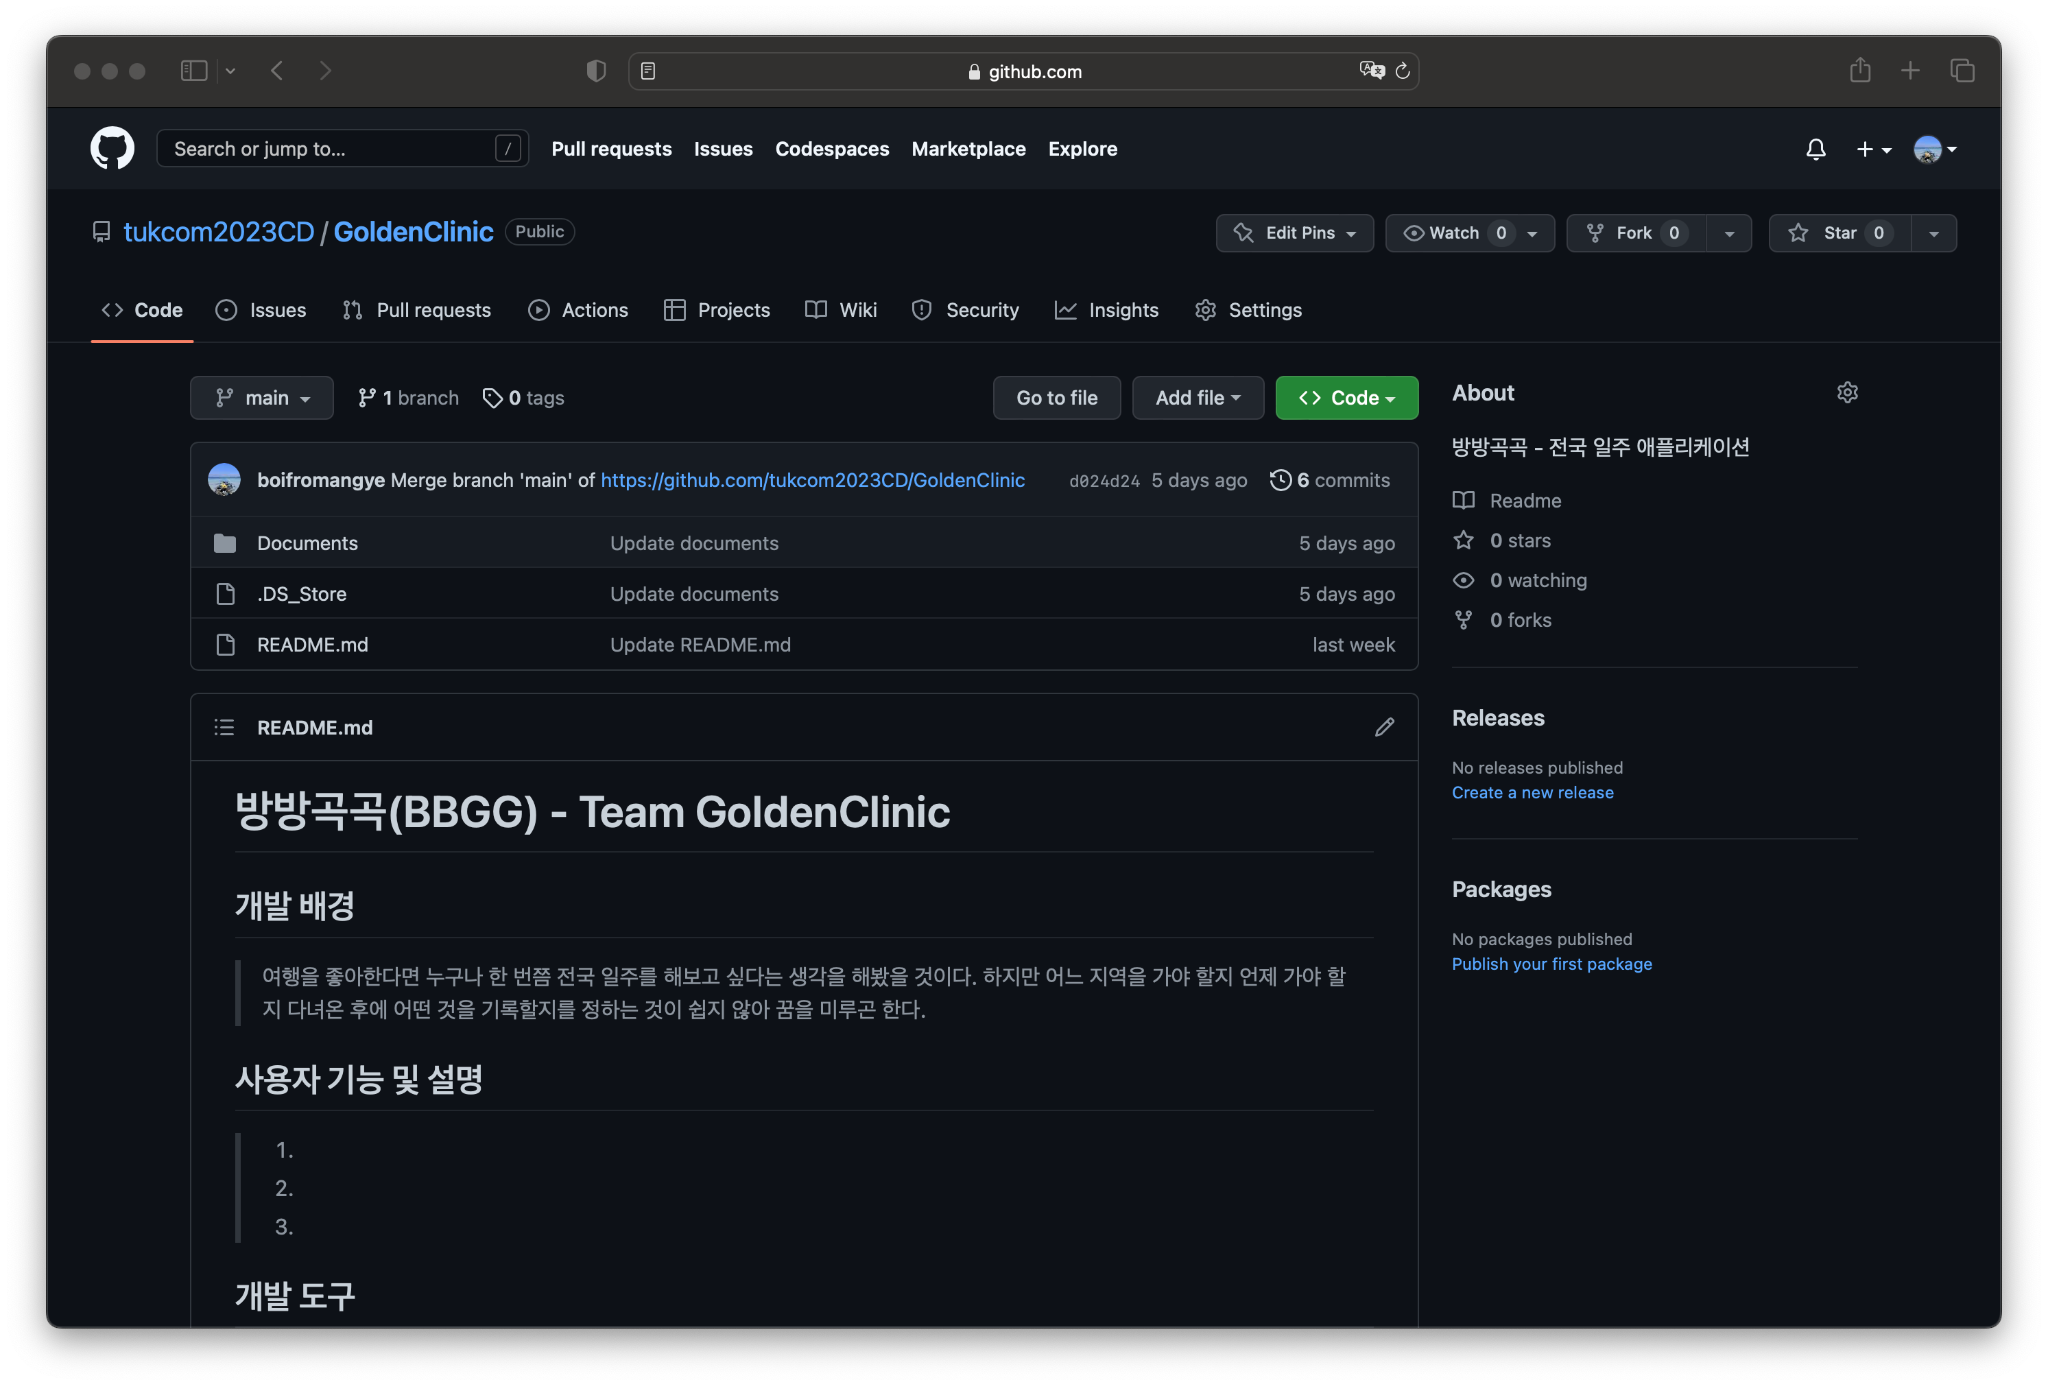 github.com
Search or jump to... /
Pull requests Issues Codespaces Marketplace Explore
tukcom2023CD / GoldenClinic Public
Edit Pins Watch 0 Fork 0 Star 0
Code Issues Pull requests Actions Projects Wiki Security Insights Settings
main 1 branch 0 tags Go to file Add file Code
boifromangye Merge branch 'main' of https://github.com/tukcom2023CD/GoldenClinic d024d24 5 days ago 6 commits
Documents Update documents 5 days ago
.DS_Store Update documents 5 days ago
README.md Update README.md last week
README.md
방방곡곡(BBGG) - Team GoldenClinic
개발 배경
여행을 좋아한다면 누구나 한 번쯤 전국 일주를 해보고 싶다는 생각을 해봤을 것이다. 하지만 어느 지역을 가야 할지 언제 가야 할
지 다녀온 후에 어떤 것을 기록할지를 정하는 것이 쉽지 않아 꿈을 미루곤 한다.
사용자 기능 및 설명
1.
2.
3.
개발 도구
About
방방곡곡 - 전국 일주 애플리케이션
Readme
0 stars
0 watching
0 forks
Releases
No releases published
Create a new release
Packages
No packages published
Publish your first package